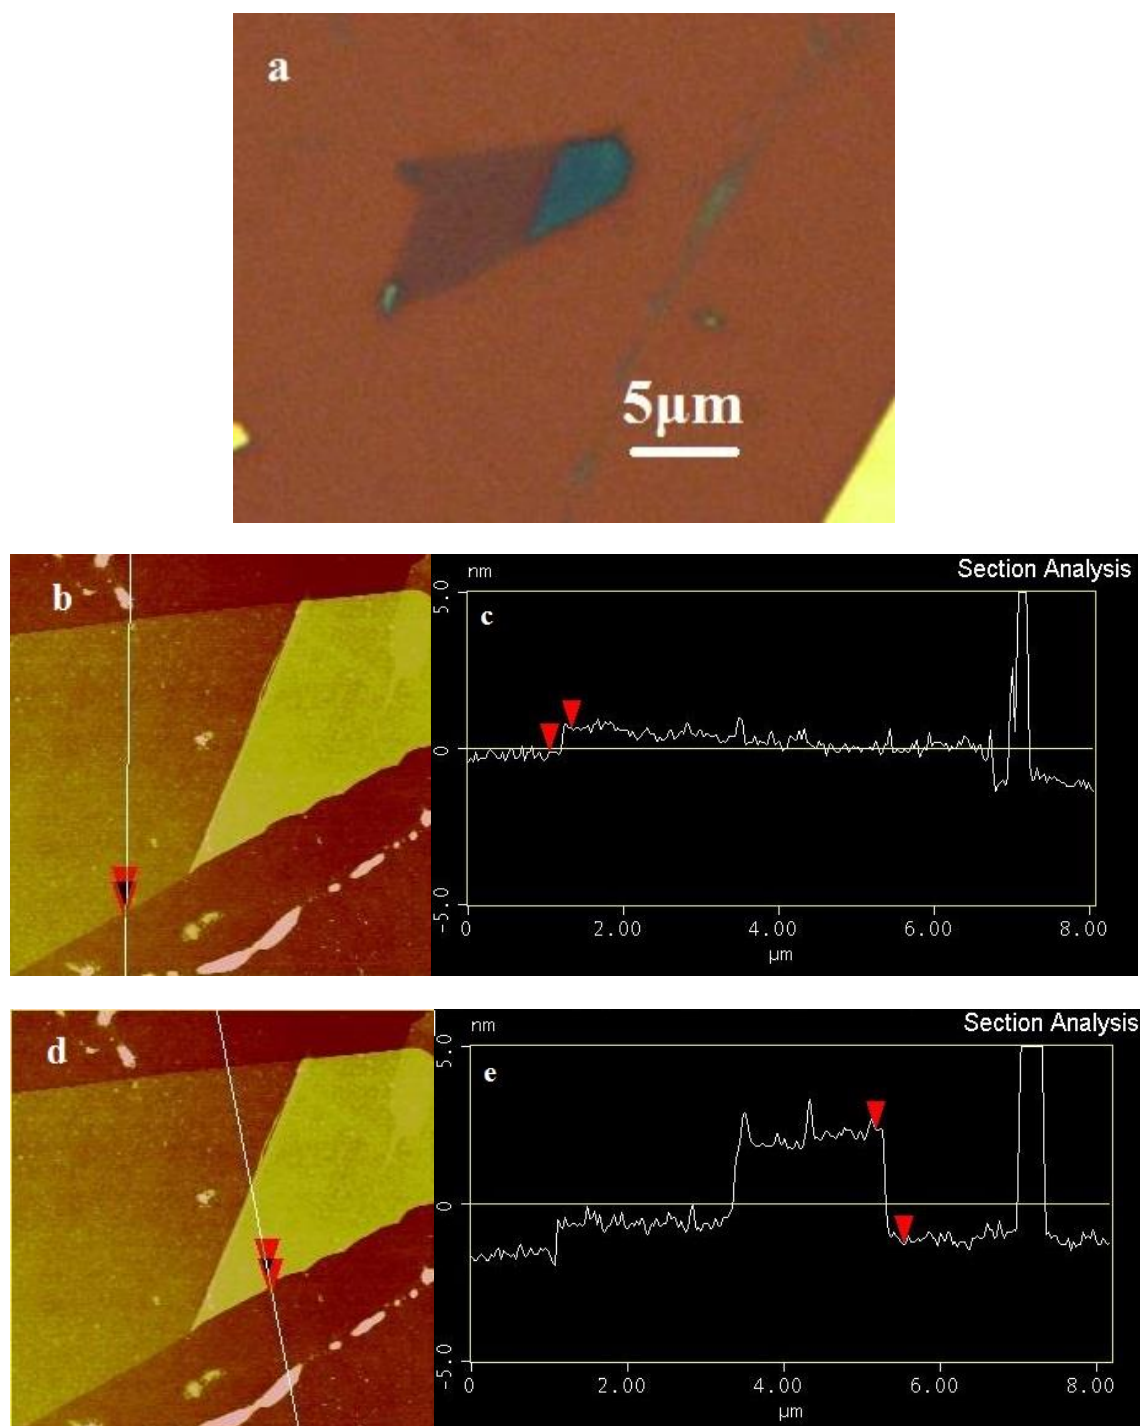 a
5μm
b
nm
Section Analysis
5.0
c
0
-5.0
0
2.00
4.00
6.00
8.00
μm
d
nm
Section Analysis
5.0
e
0
-5.0
0
2.00
4.00
6.00
8.00
μm